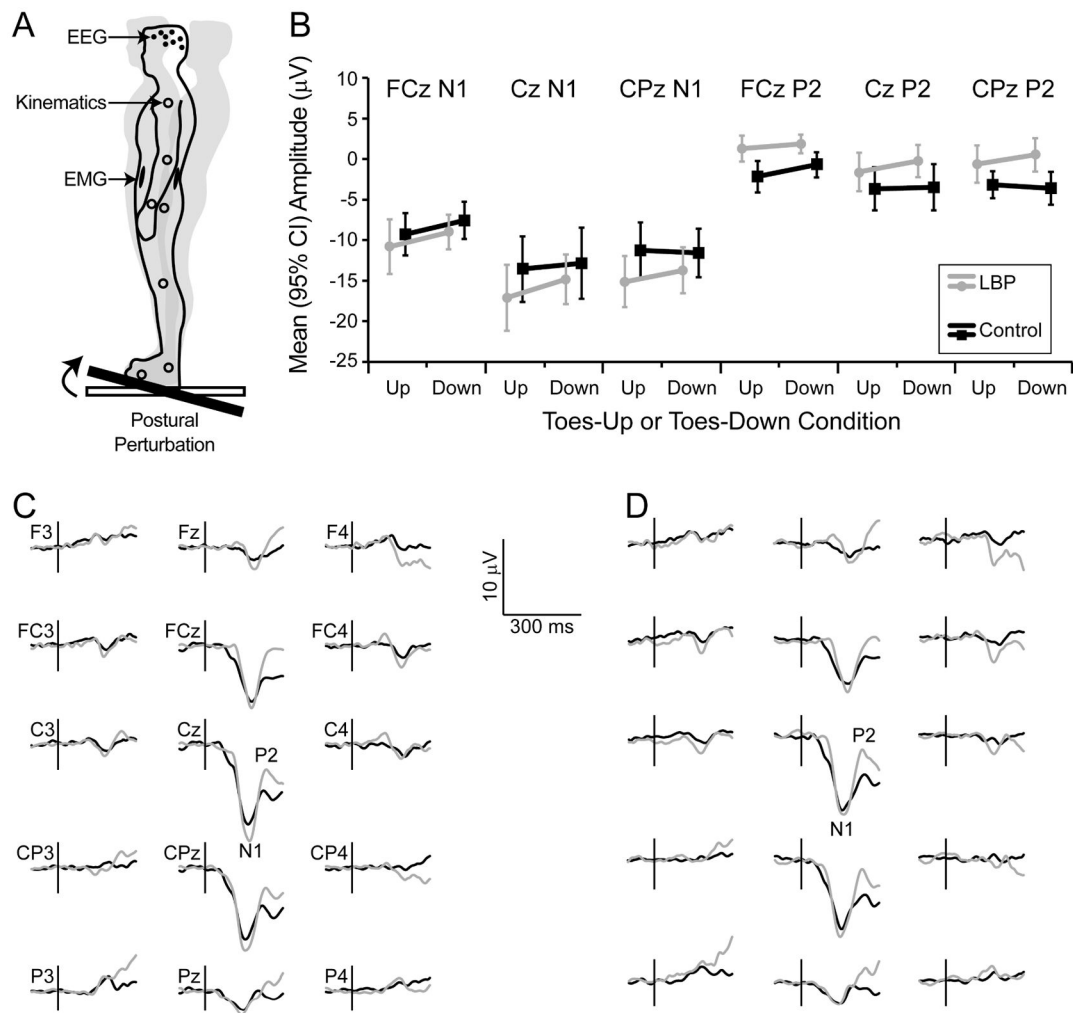 A
EEG
Kinematics
EMG
Postural
Perturbation
B
Mean (95% CI) Amplitude (μV)
10
5
0
-5
-10
-15
-20
-25
FCz N1
Cz N1
CPz N1
FCz P2
Cz P2
CPz P2
LBP
Control
Up
Down
Up
Down
Up
Down
Up
Down
Up
Down
Up
Down
Toes-Up or Toes-Down Condition
C
F3
Fz
F4
FC3
FCz
FC4
C3
Cz
C4
P2
N1
CP3
CPz
CP4
P3
Pz
P4
10 μV
300 ms
D
P2
N1